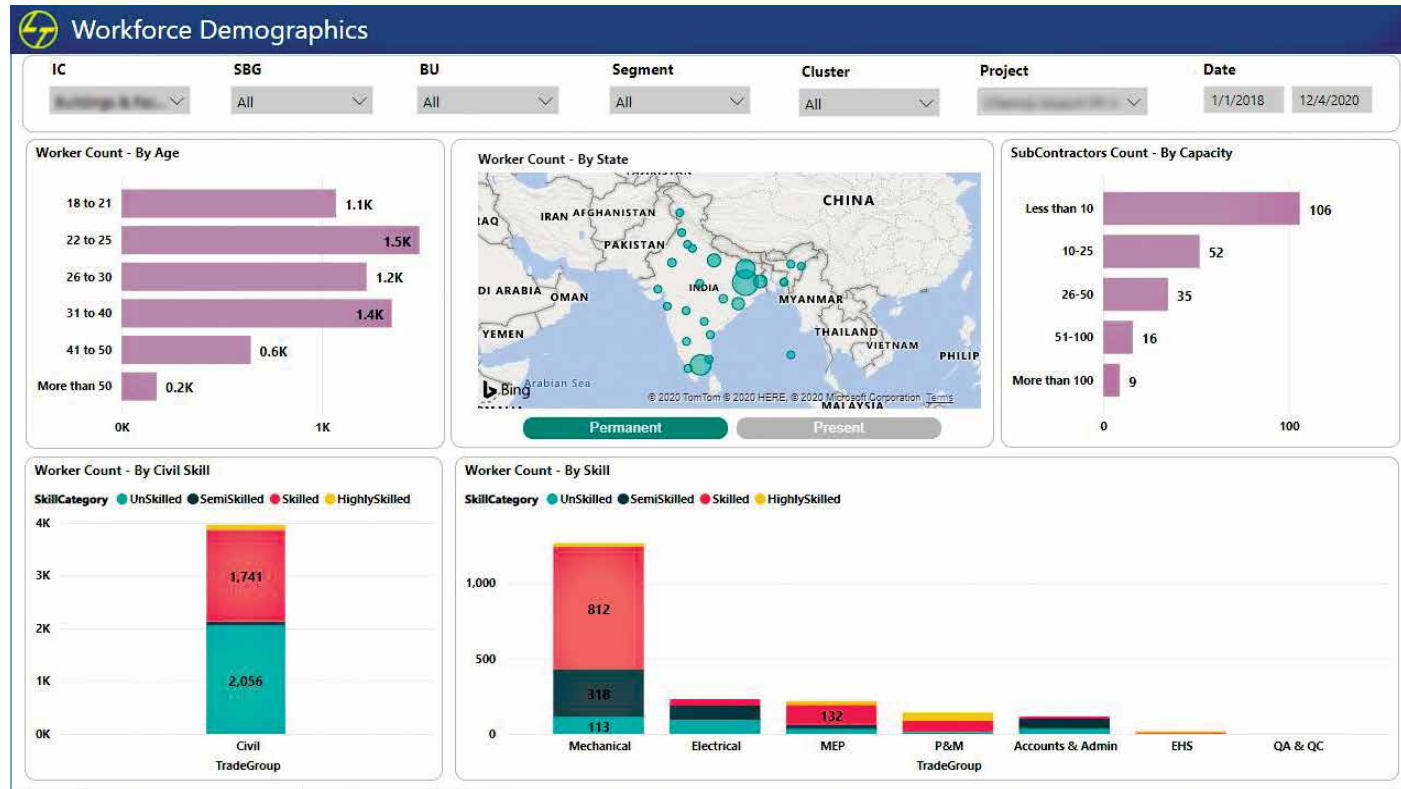 Workforce Demographics
IC SBG BU Segment Cluster Project Date
All All All All 1/1/2018 12/4/2020
Worker Count - By Age
18 to 21 1.1K
22 to 25 1.5K
26 to 30 1.2K
31 to 40 1.4K
41 to 50 0.6K
More than 50 0.2K
0K 1K
Worker Count - By State
CHINA
IRAN AFGHANISTAN
PAKISTAN
OMAN
INDIA
MYANMAR
YEMEN
THAILAND
VIETNAM
PHILIP
Arabian Sea
Bing
© 2020 TomTom © 2020 HERE, © 2020 Microsoft Corporation Terms
MALAYSIA
Permanent Present
SubContractors Count - By Capacity
Less than 10 106
10-25 52
26-50 35
51-100 16
More than 100 9
0 100
Worker Count - By Civil Skill
SkillCategory UnSkilled SemiSkilled Skilled HighlySkilled
4K
3K
1,741
2K
1K
2,056
0K
Civil
TradeGroup
Worker Count - By Skill
SkillCategory UnSkilled SemiSkilled Skilled HighlySkilled
1,000
812
500
318
132
113
0
Mechanical Electrical MEP P&M Accounts & Admin EHS QA & QC
TradeGroup